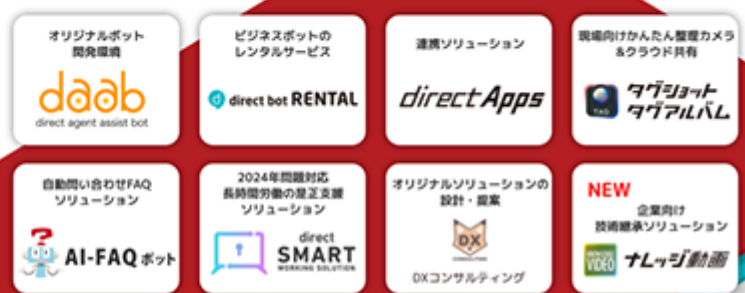 オリジナルボット
開発環境
daab
direct agent assist bot
ビジネスボットの
レンタルサービス
direct bot RENTAL
連携ソリューション
direct Apps
現場向けかんたん整理カメラ
&クラウド共有
TAG
タグショット
タグアルバム
自動問い合わせFAQ
ソリューション
AI-FAQ ボット
2024年問題対応
長時間労働の是正支援
ソリューション
direct
SMART
WORKING SOLUTION
オリジナルソリューションの
設計・提案
DX
CONSULTING
DXコンサルティング
NEW
企業向け
技術継承ソリューション
KNOWLEDGE
VIDEO
ナレッジ動画